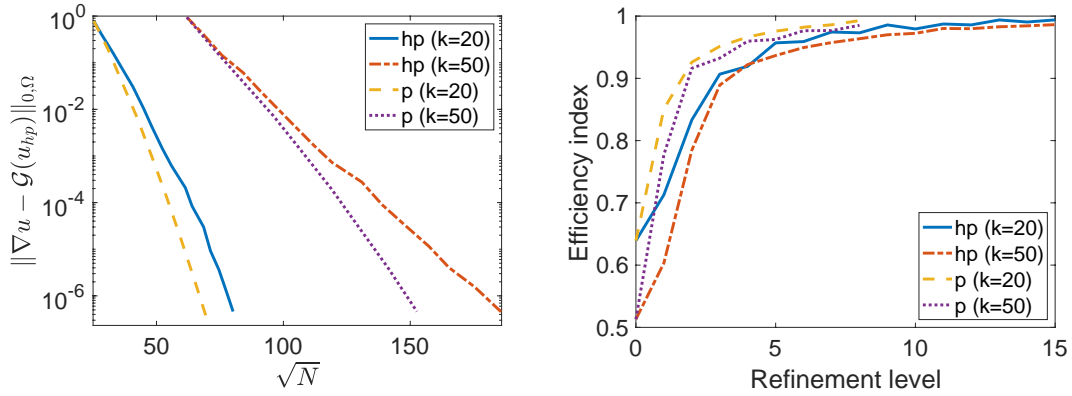 10^0
10^-2
10^-4
10^-6
50
100
150
√N
||∇u − G(u_hp)||_0,Ω
hp (k=20)
hp (k=50)
p (k=20)
p (k=50)
1
0.9
0.8
0.7
0.6
0.5
0
5
10
15
Refinement level
Efficiency index
hp (k=20)
hp (k=50)
p (k=20)
p (k=50)